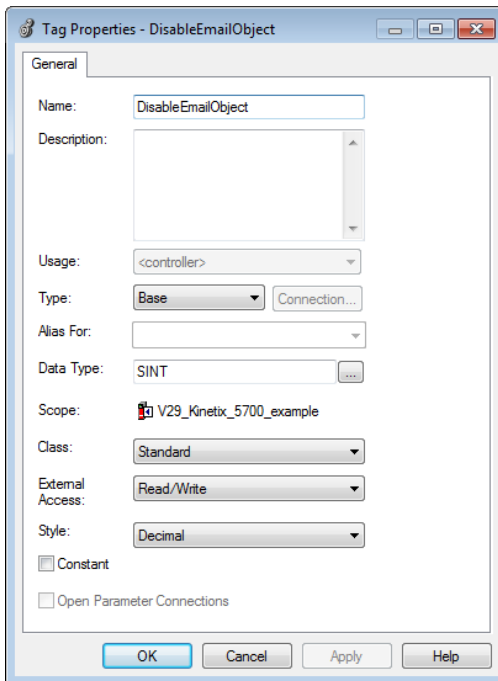 Tag Properties - DisableEmailObject
General
Name: DisableEmailObject
Description:
Usage: <controller>
Type: Base Connection...
Alias For:
Data Type: SINT ...
Scope: V29_Kinetix_5700_example
Class: Standard
External
Access: Read/Write
Style: Decimal
Constant
Open Parameter Connections
OK Cancel Apply Help